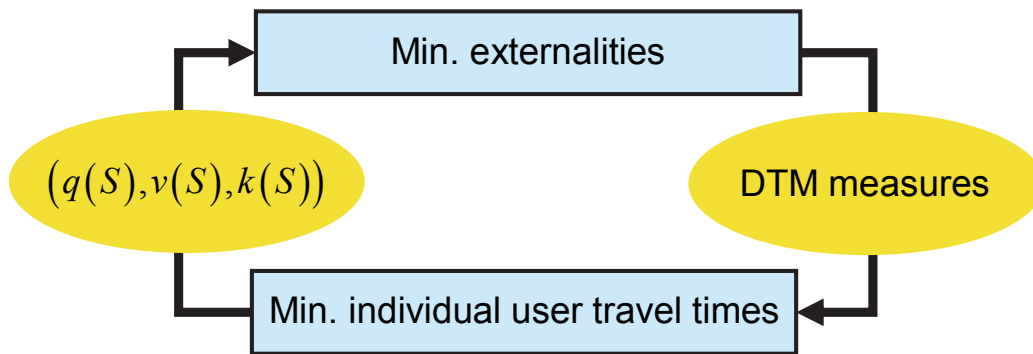 Min. externalities
(q(S),v(S),k(S))
DTM measures
Min. individual user travel times